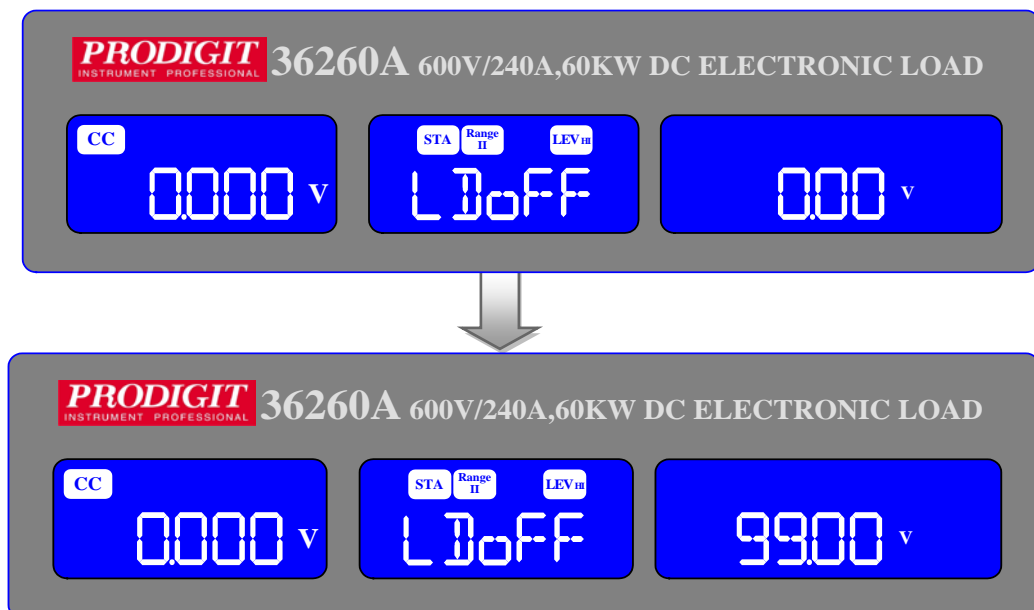 PRODIGIT
INSTRUMENT PROFESSIONAL
36260A 600V/240A,60KW DC ELECTRONIC LOAD
CC
STA Range II LEV HI
0.000 V
LDoFF
0.00 V
PRODIGIT
INSTRUMENT PROFESSIONAL
36260A 600V/240A,60KW DC ELECTRONIC LOAD
CC
STA Range II LEV HI
0.000 V
LDoFF
99.00 V